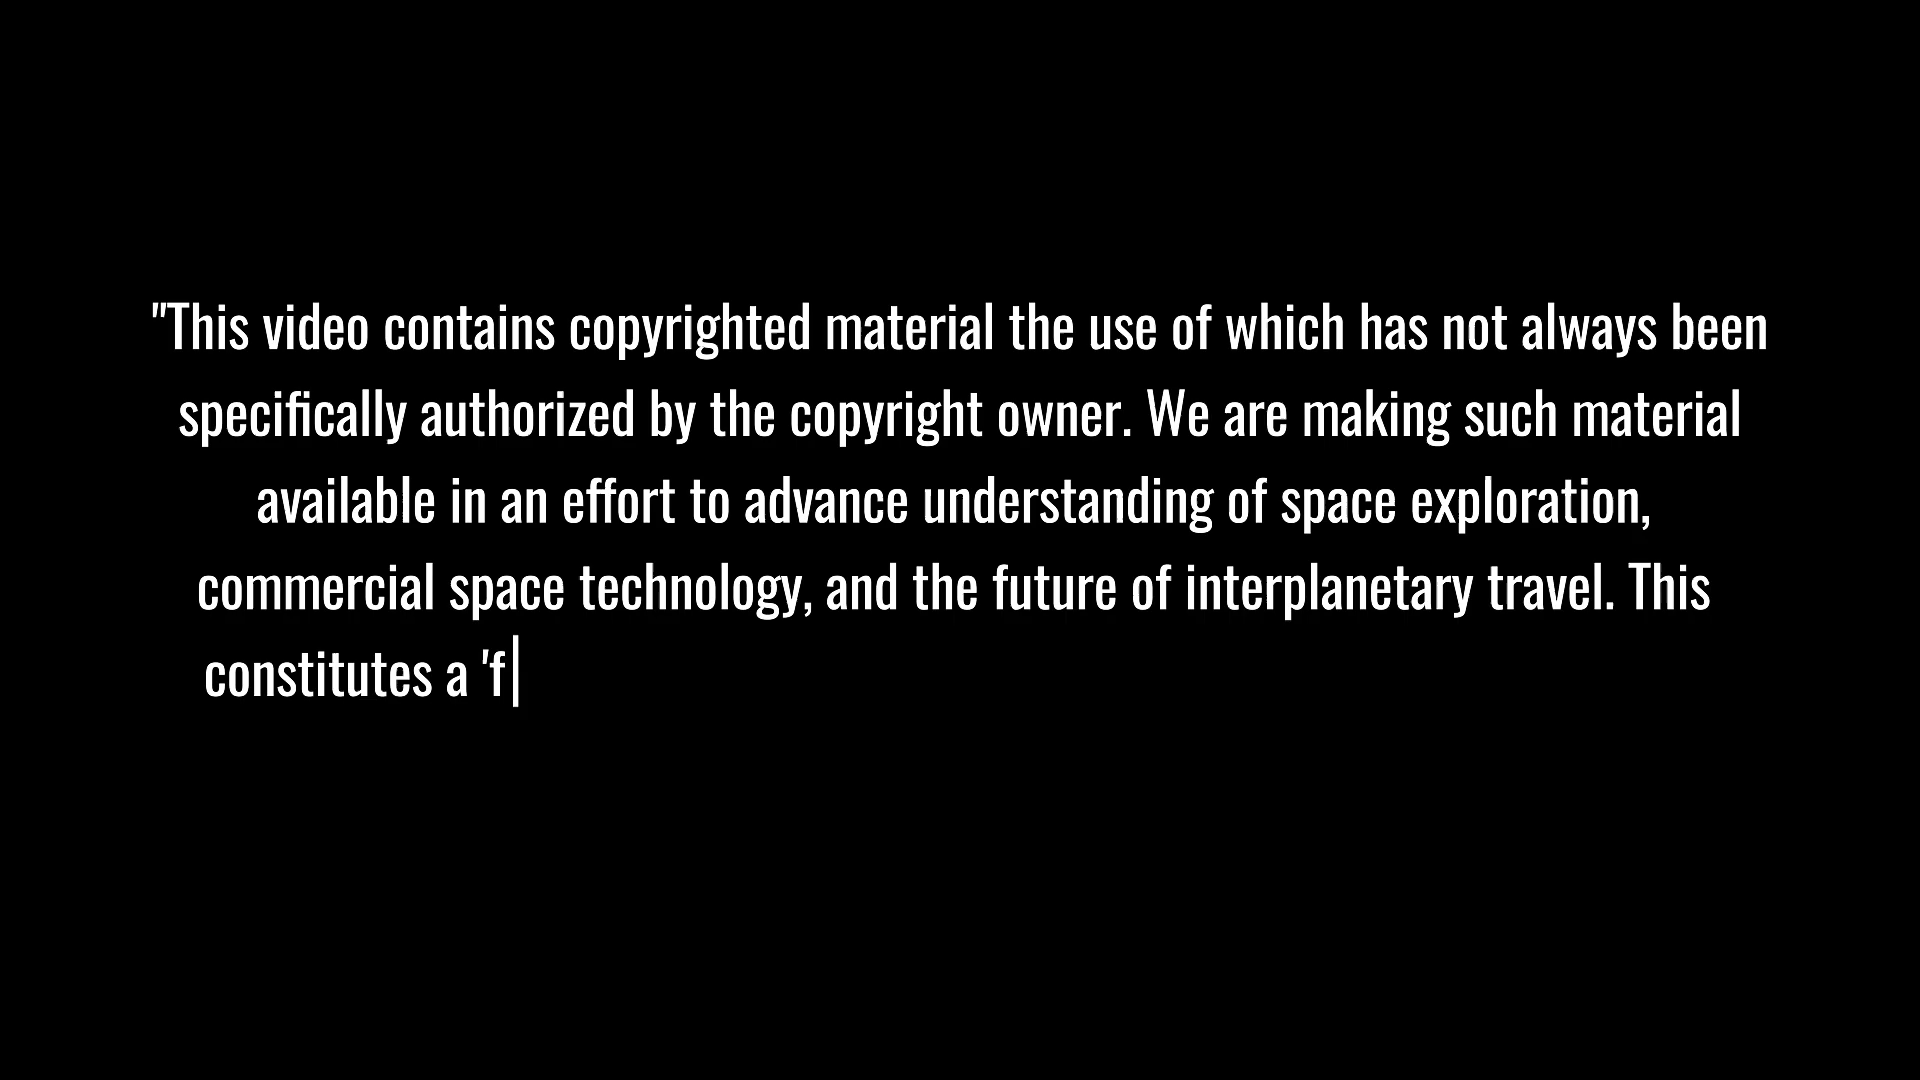 "This video contains copyrighted material the use of which has not always been
specifically authorized by the copyright owner. We are making such material
available in an effort to advance understanding of space exploration,
commercial space technology, and the future of interplanetary travel. This
constitutes a 'f